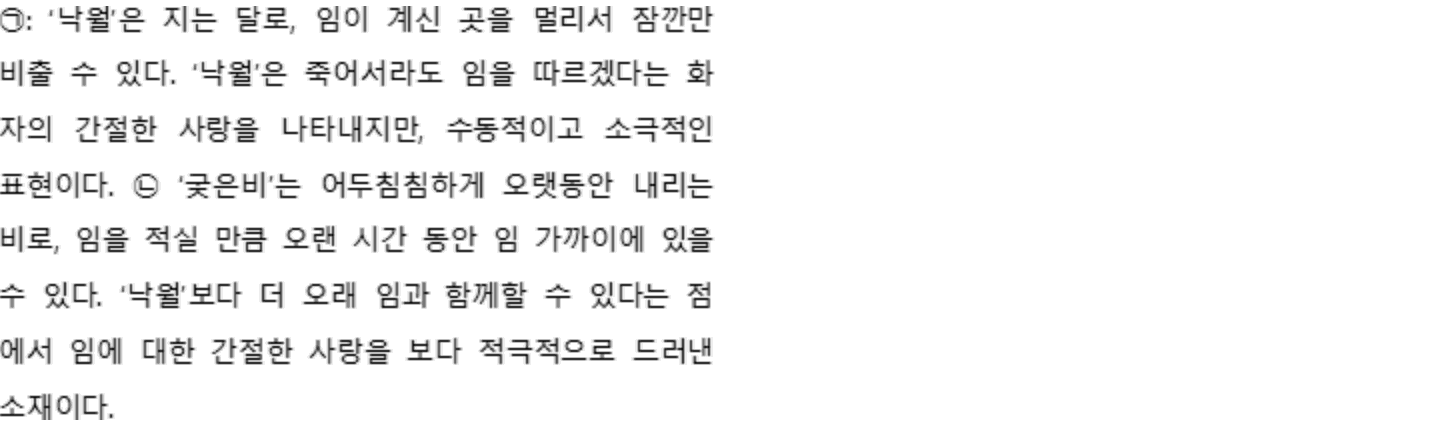 ㉠: ‘낙월’은 지는 달로, 임이 계신 곳을 멀리서 잠깐만
비출 수 있다. ‘낙월’은 죽어서라도 임을 따르겠다는 화
자의 간절한 사랑을 나타내지만, 수동적이고 소극적인
표현이다. ㉡ ‘궂은비’는 어두침침하게 오랫동안 내리는
비로, 임을 적실 만큼 오랜 시간 동안 임 가까이에 있을
수 있다. ‘낙월’보다 더 오래 임과 함께할 수 있다는 점
에서 임에 대한 간절한 사랑을 보다 적극적으로 드러낸
소재이다.